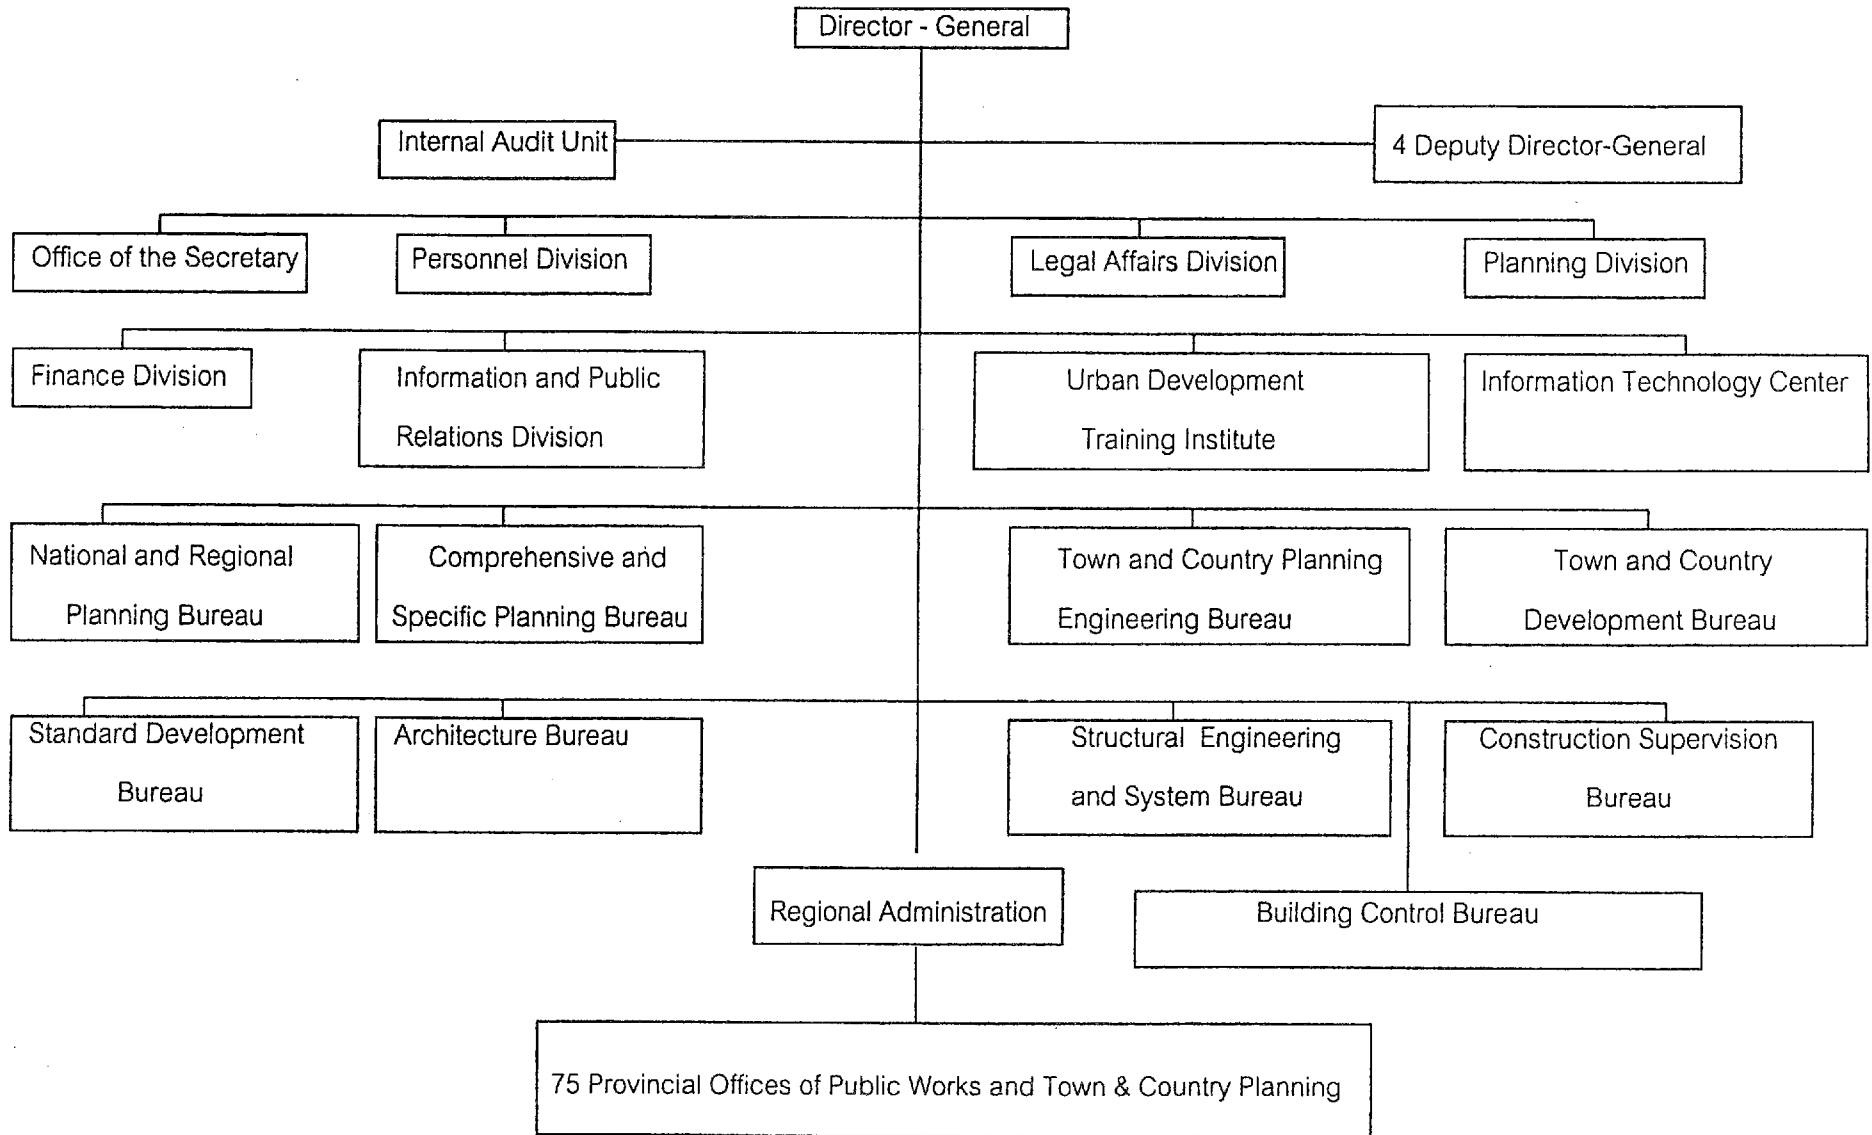 Director - General
Internal Audit Unit
4 Deputy Director-General
Office of the Secretary
Personnel Division
Legal Affairs Division
Planning Division
Finance Division
Information and Public
Relations Division
Urban Development
Training Institute
Information Technology Center
National and Regional
Planning Bureau
Comprehensive and
Specific Planning Bureau
Town and Country Planning
Engineering Bureau
Town and Country
Development Bureau
Standard Development
Bureau
Architecture Bureau
Structural Engineering
and System Bureau
Construction Supervision
Bureau
Regional Administration
Building Control Bureau
75 Provincial Offices of Public Works and Town & Country Planning